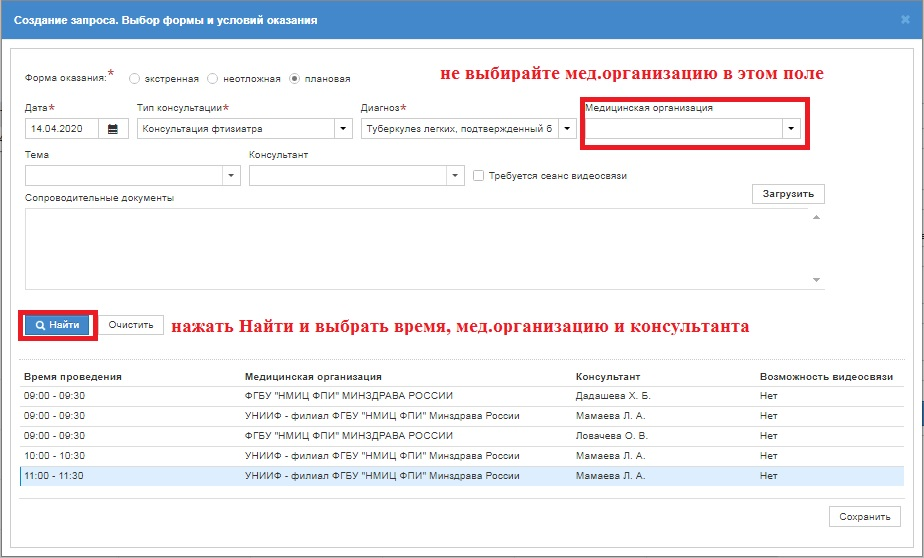 Создание запроса. Выбор формы и условий оказания
Форма оказания:* экстренная неотложная плановая
не выбирайте мед.организацию в этом поле
Дата* Тип консультации* Диагноз* Медицинская организация
14.04.2020 Консультация фтизиатра Туберкулез легких, подтвержденный б
Тема Консультант
Требуется сеанс видеосвязи
Загрузить
Сопроводительные документы
Найти Очистить нажать Найти и выбрать время, мед.организацию и консультанта
Время проведения Медицинская организация Консультант Возможность видеосвязи
09:00 - 09:30 ФГБУ "НМИЦ ФПИ" МИНЗДРАВА РОССИИ Дадашева Х. Б. Нет
09:00 - 09:30 УНИИФ - филиал ФГБУ "НМИЦ ФПИ" Минздрава России Мамаева Л. А. Нет
09:00 - 09:30 ФГБУ "НМИЦ ФПИ" МИНЗДРАВА РОССИИ Ловачева О. В. Нет
10:00 - 10:30 УНИИФ - филиал ФГБУ "НМИЦ ФПИ" Минздрава России Мамаева Л. А. Нет
11:00 - 11:30 УНИИФ - филиал ФГБУ "НМИЦ ФПИ" Минздрава России Мамаева Л. А. Нет
Сохранить